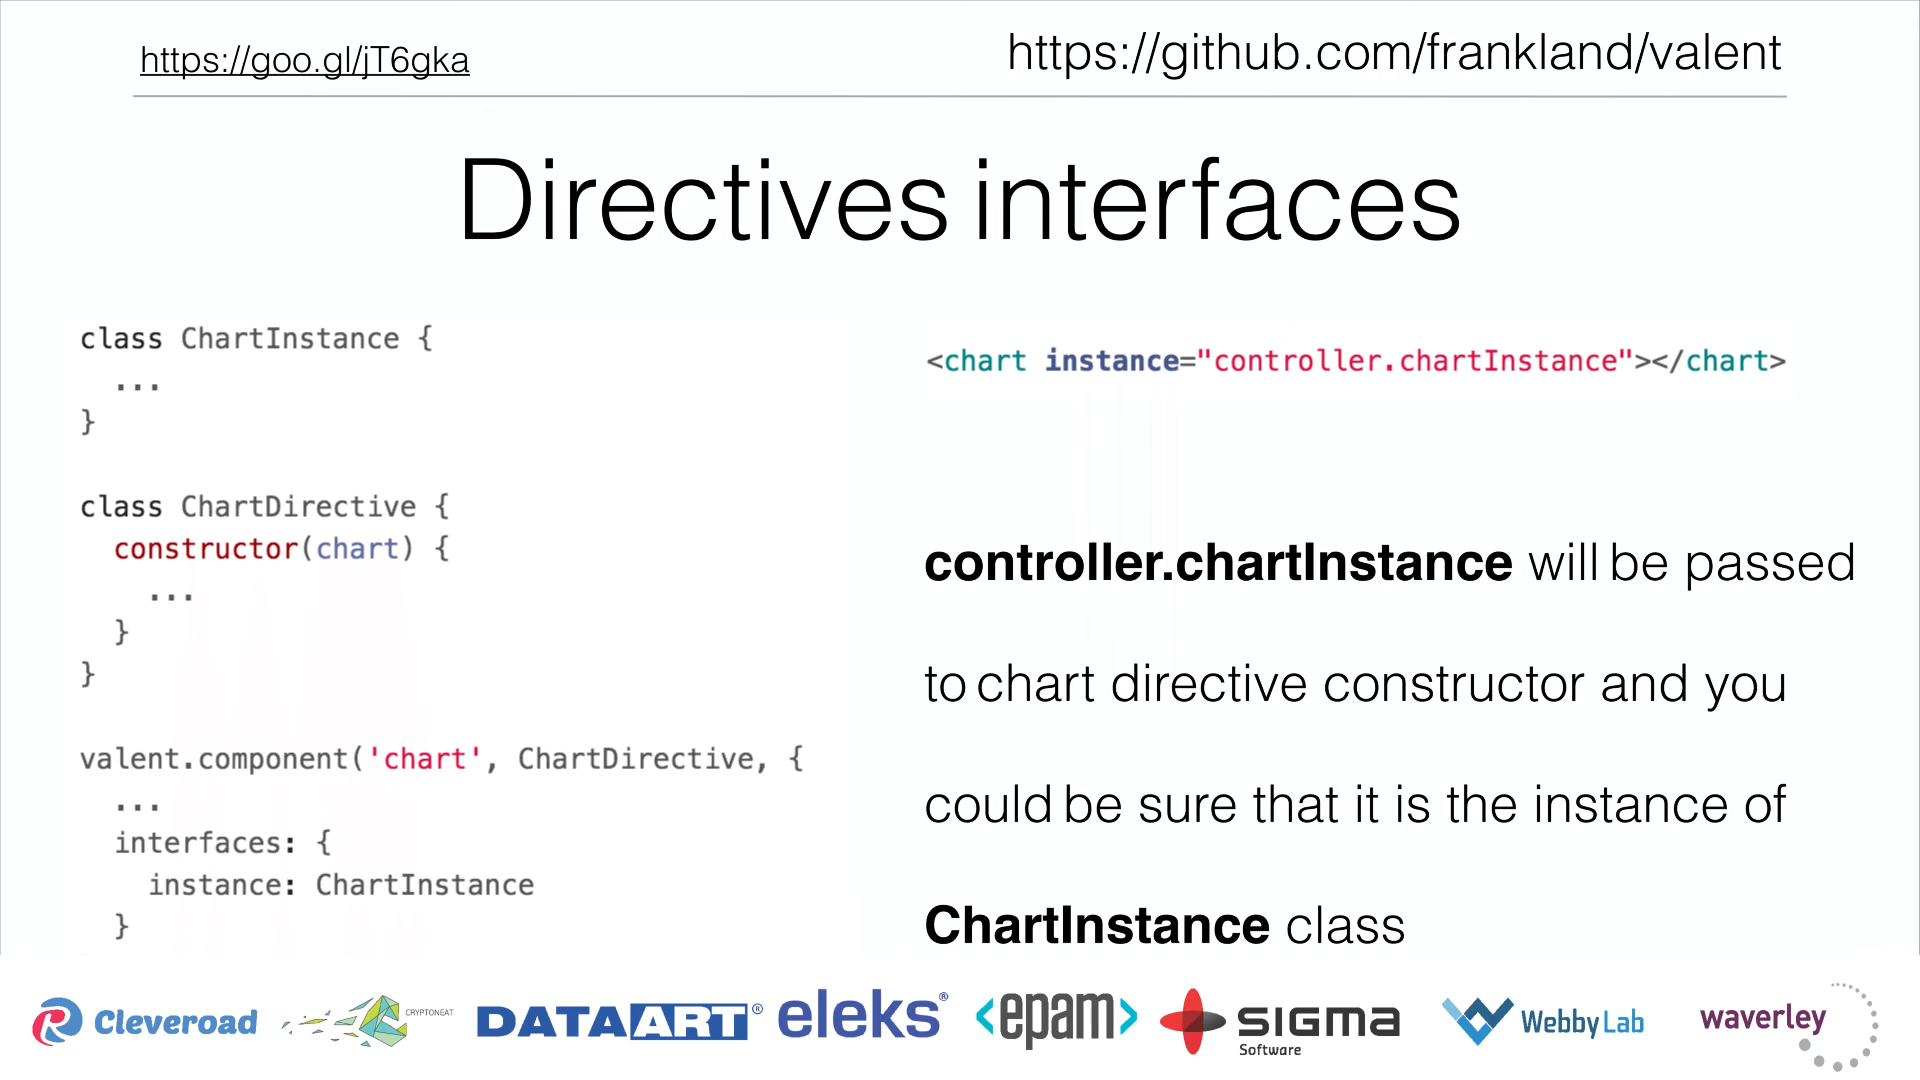 https://goo.gl/jT6gka
https://github.com/frankland/valent
Directives interfaces
class ChartInstance {
  ...
}
class ChartDirective {
  constructor(chart) {
    ...
  }
}
valent.component('chart', ChartDirective, {
  ...
  interfaces: {
    instance: ChartInstance
  }
<chart instance="controller.chartInstance"></chart>
controller.chartInstance will be passed
to chart directive constructor and you
could be sure that it is the instance of
ChartInstance class
Cleveroad
CRYPTONEAT
DATAART®
eleks®
<epam>
SIGMA
Software
WebbyLab
waverley